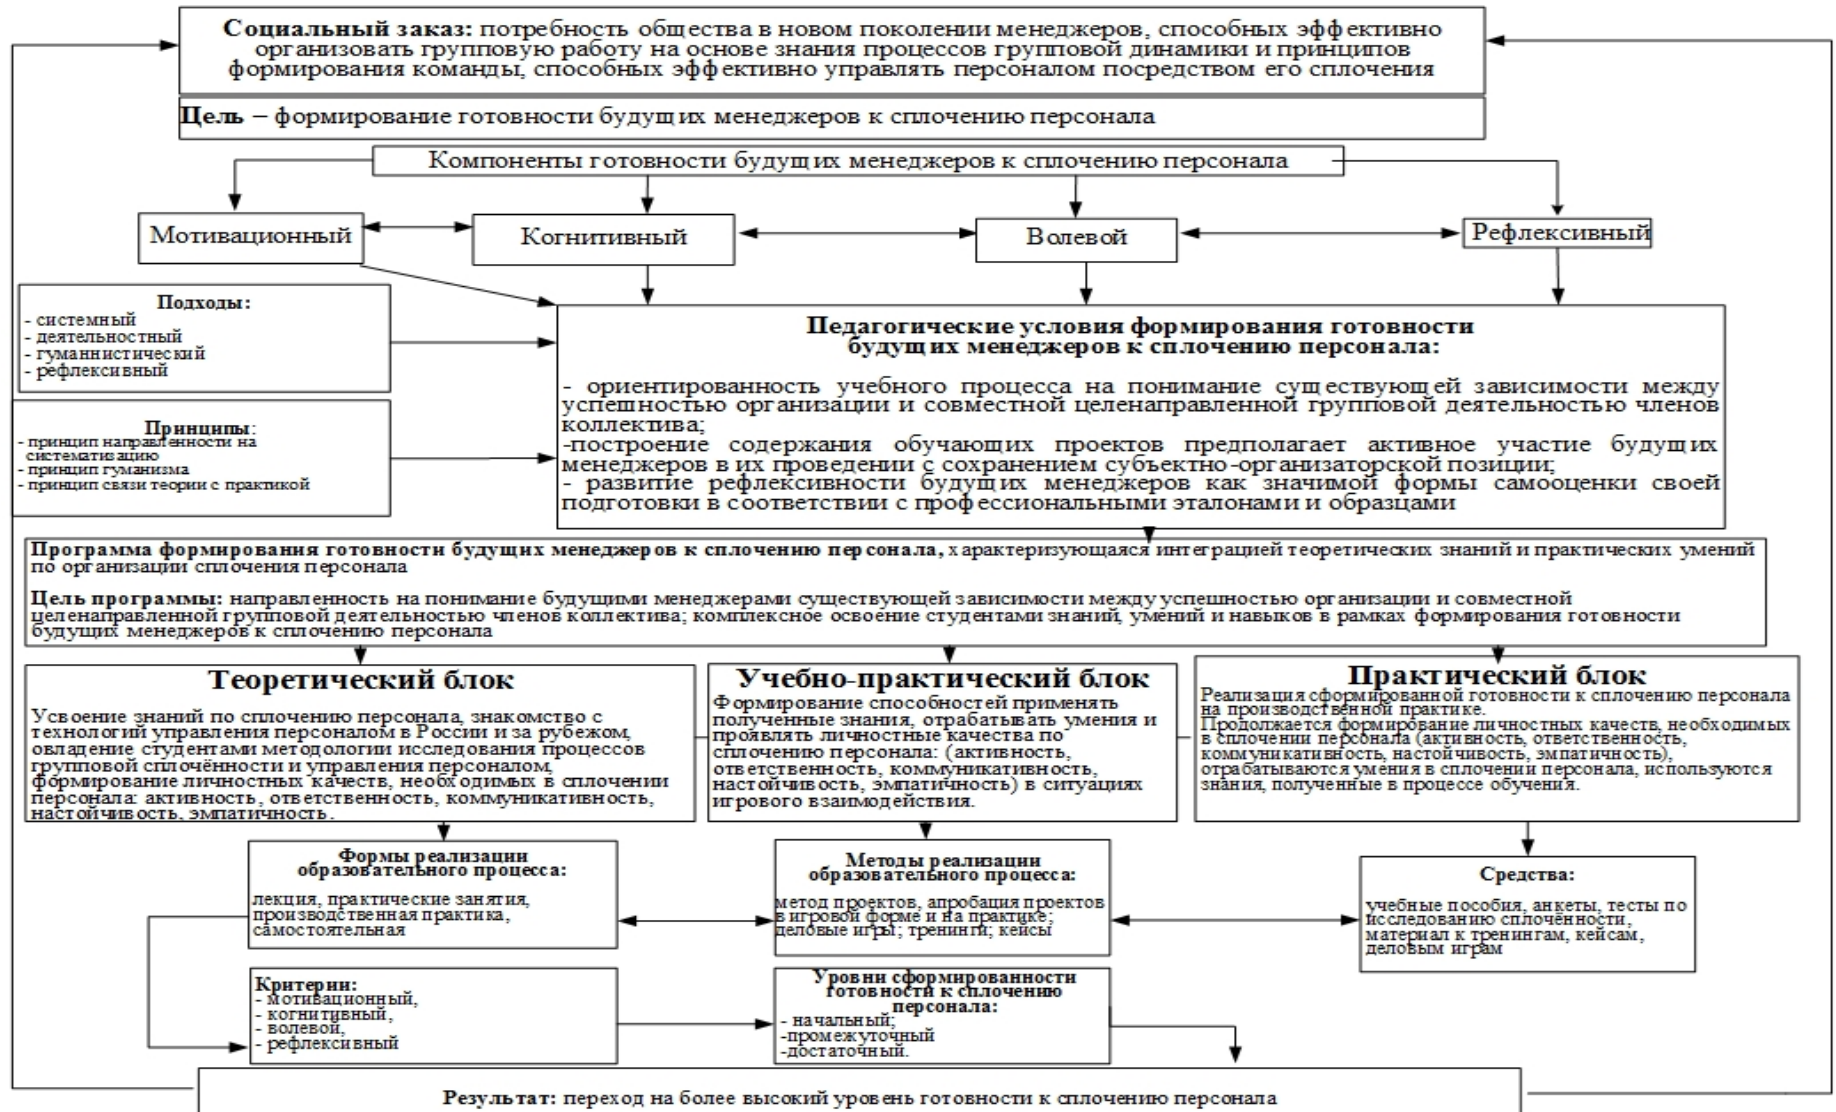 Социальный заказ: потребность общества в новом поколении менеджеров, способных эффективно
организовать групповую работу на основе знания процессов групповой динамики и принципов
формирования команды, способных эффективно управлять персоналом посредством его сплочения
Цель – формирование готовности будущих менеджеров к сплочению персонала
Компоненты готовности будущих менеджеров к сплочению персонала
Мотивационный
Когнитивный
Волевой
Рефлексивный
Подходы:
- системный
- деятельностный
- гуманнистический
- рефлексивный
Принципы:
- принцип направленности на
систематизацию
- принцип гуманизма
- принцип связи теории с практикой
Педагогические условия формирования готовности
будущих менеджеров к сплочению персонала:
- ориентированность учебного процесса на понимание существующей зависимости между
успешностью организации и совместной целенаправленной групповой деятельностью членов
коллектива;
-построение содержания обучающих проектов предполагает активное участие будущих
менеджеров в их проведении с сохранением субъектно-организаторской позиции;
- развитие рефлексивности будущих менеджеров как значимой формы самооценки своей
подготовки в соответствии с профессиональными эталонами и образцами
Программа формирования готовности будущих менеджеров к сплочению персонала, характеризующаяся интеграцией теоретических знаний и практических умений
по организации сплочения персонала
Цель программы: направленность на понимание будущими менеджерами существующей зависимости между успешностью организации и совместной
целенаправленной групповой деятельностью членов коллектива; комплексное освоение студентами знаний, умений и навыков в рамках формирования готовности
будущих менеджеров к сплочению персонала
Теоретический блок
Усвоение знаний по сплочению персонала, знакомство с
технологий управления персоналом в России и за рубежом,
овладение студентами методологии исследования процессов
групповой сплочённости и управления персоналом,
формирование личностных качеств, необходимых в сплочении
персонала: активность, ответственность, коммуникативность,
настойчивость, эмпатичность.
Учебно-практический блок
Формирование способностей применять
полученные знания, отрабатывать умения и
проявлять личностные качества по
сплочению персонала: (активность,
ответственность, коммуникативность,
настойчивость, эмпатичность) в ситуациях
игрового взаимодействия.
Практический блок
Реализация сформированной готовности к сплочению персонала
на производственной практике.
Продолжается формирование личностных качеств, необходимых
в сплочении персонала (активность, ответственность,
коммуникативность, настойчивость, эмпатичность),
отрабатываются умения в сплочении персонала, используются
знания, полученные в процессе обучения.
Формы реализации
образовательного процесса:
лекция, практические занятия,
производственная практика,
самостоятельная
Методы реализации
образовательного процесса:
метод проектов, апробация проектов
в игровой форме и на практике;
деловые игры; тренинги; кейсы
Средства:
учебные пособия, анкеты, тесты по
исследованию сплочённости,
материал к тренингам, кейсам,
деловым играм
Критерии:
- мотивационный,
- когнитивный,
- волевой,
- рефлексивный
Уровни сформированности
готовности к сплочению
персонала:
- начальный;
-промежуточный
-достаточный.
Результат: переход на более высокий уровень готовности к сплочению персонала